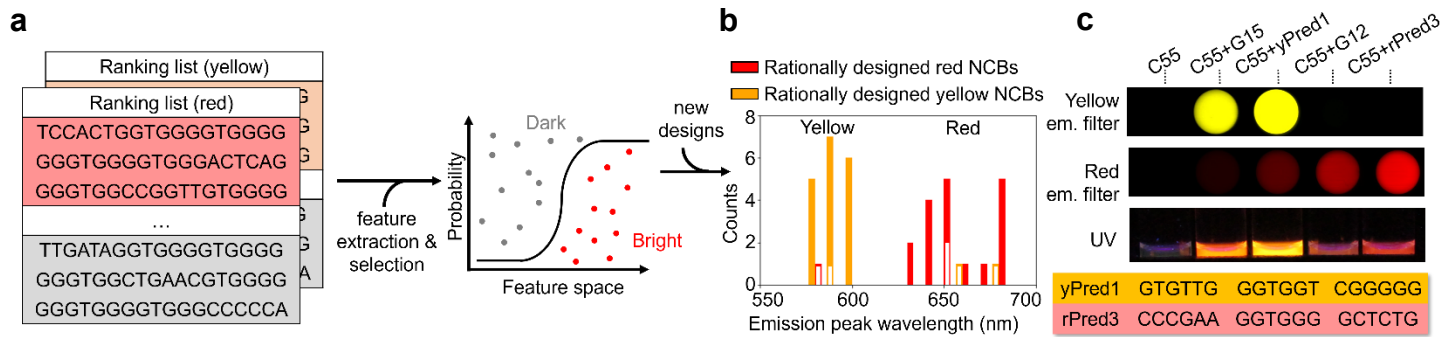 a
Ranking list (yellow)
G
G
G
Ranking list (red)
TCCACTGGTGGGGTGGGG
GGGTGGGGTGGGACTCAG
GGGTGGCCGGTTGTGGGG
...
TTGATAGGTGGGGTGGGG
GGGTGGCTGAACGTGGGG
GGGTGGGGTGGGCCCCCA
G
G
A
feature
extraction &
selection
Probability
Dark
Bright
Feature space
new
designs
b
Rationally designed red NCBs
Rationally designed yellow NCBs
Yellow
Red
Counts
8
6
4
2
0
550
600
650
700
Emission peak wavelength (nm)
c
C55
C55+G15
C55+yPred1
C55+G12
C55+rPred3
Yellow
em. filter
Red
em. filter
UV
yPred1 GTGTTG GGTGGT CGGGGG
rPred3 CCCGAA GGTGGG GCTCTG